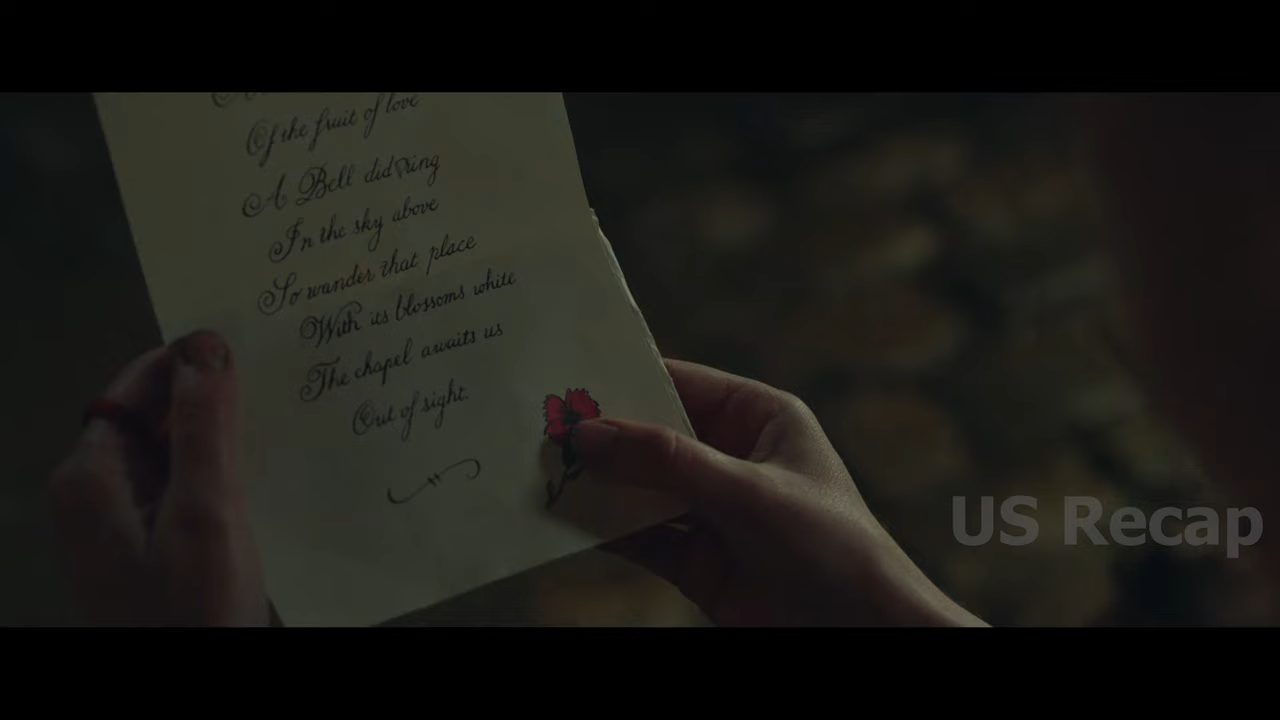 Of the fruit of love
A Bell did ring
In the sky above
So wander that place
With its blossoms white
The chapel awaits us
Out of sight.
US Recap